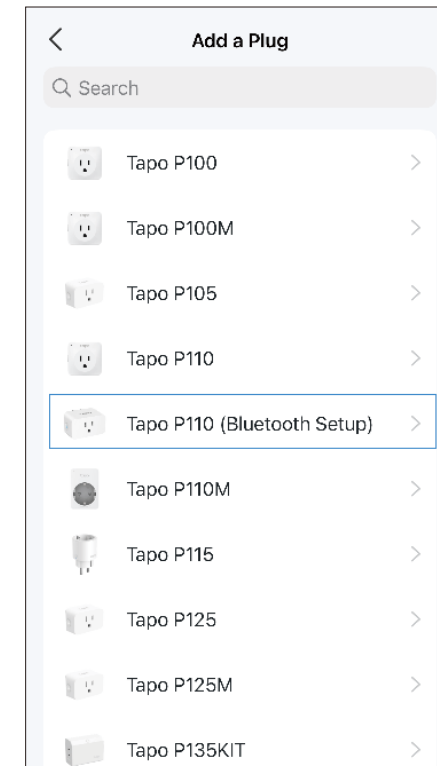 Add a Plug
Search
Tapo P100
Tapo P100M
Tapo P105
Tapo P110
Tapo P110 (Bluetooth Setup)
Tapo P110M
Tapo P115
Tapo P125
Tapo P125M
Tapo P135KIT